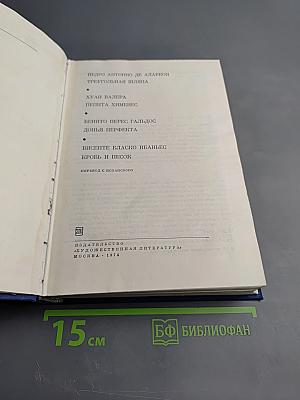 ПЕДРО АНТОНИО ДЕ АЛАРКОН
ТРЕУГОЛЬНАЯ ШЛЯПА
ХУАН ВАЛЕРА
ПЕПИТА ХИМЕНЕС
БЕНИТО ПЕРЕС ГАЛЬДОС
ДОНЬЯ ПЕРФЕКТА
ВИСЕНТЕ БЛАСКО ИБАНЬЕС
КРОВЬ И ПЕСОК
ПЕРЕВОД С ИСПАНСКОГО
ИЗДАТЕЛЬСТВО
«ХУДОЖЕСТВЕННАЯ ЛИТЕРАТУРА»
МОСКВА • 1976
15 см
БФ БИБЛИОФАН